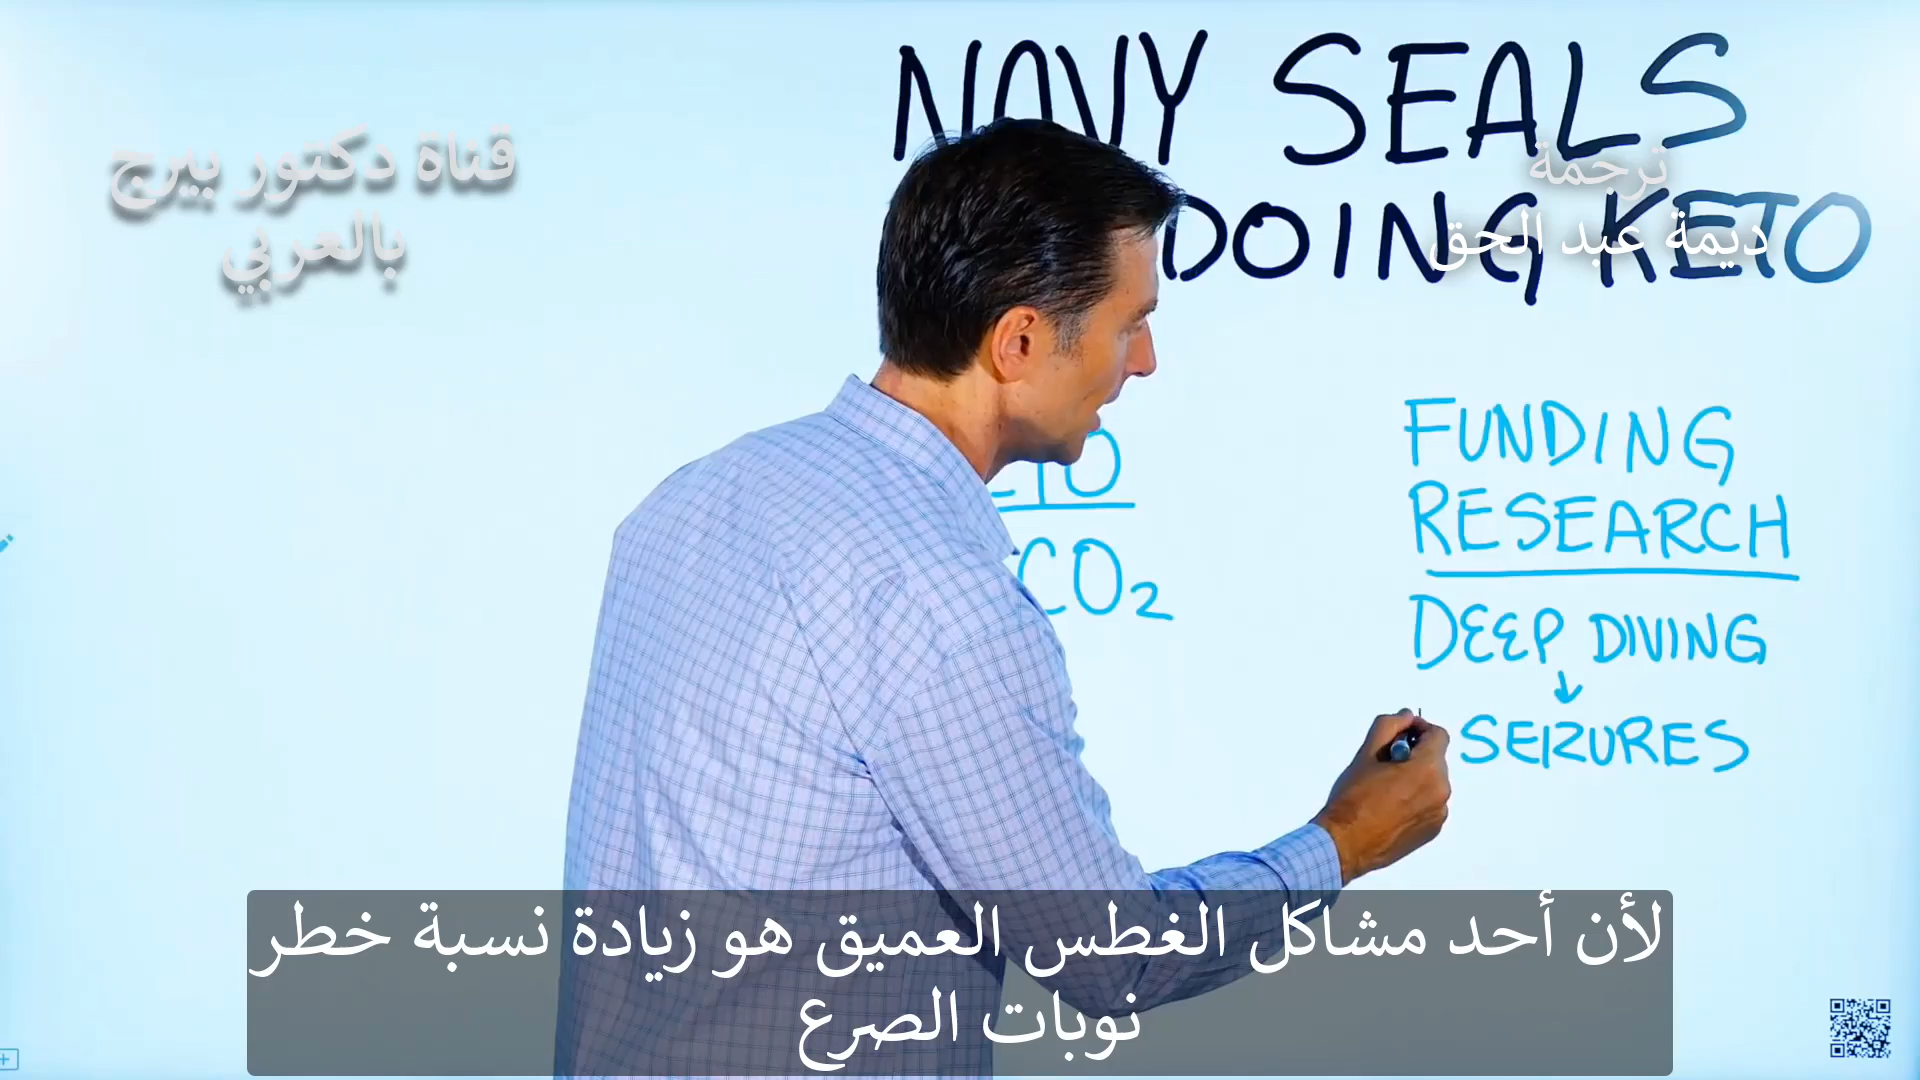 NAVY SEALS
DOING KETO
قناة دكتور بيرج
بالعربي
ترجمة
ديمة عبد الحق
CO₂
FUNDING
RESEARCH
DEEP DIVING
↓
SEIZURES
لأن أحد مشاكل الغطس العميق هو زيادة نسبة خطر
نوبات الصرع